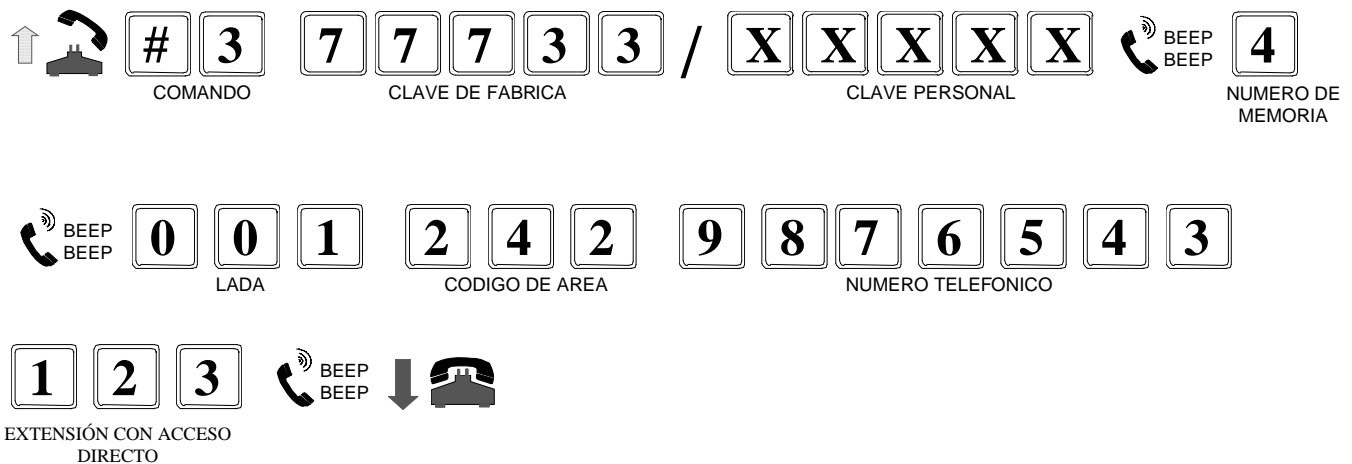 # 3 7 7 7 3 3 / X X X X X BEEP BEEP 4
COMANDO CLAVE DE FABRICA CLAVE PERSONAL NUMERO DE MEMORIA
BEEP BEEP 0 0 1 2 4 2 9 8 7 6 5 4 3
LADA CODIGO DE AREA NUMERO TELEFONICO
1 2 3 BEEP BEEP
EXTENSIÓN CON ACCESO
DIRECTO